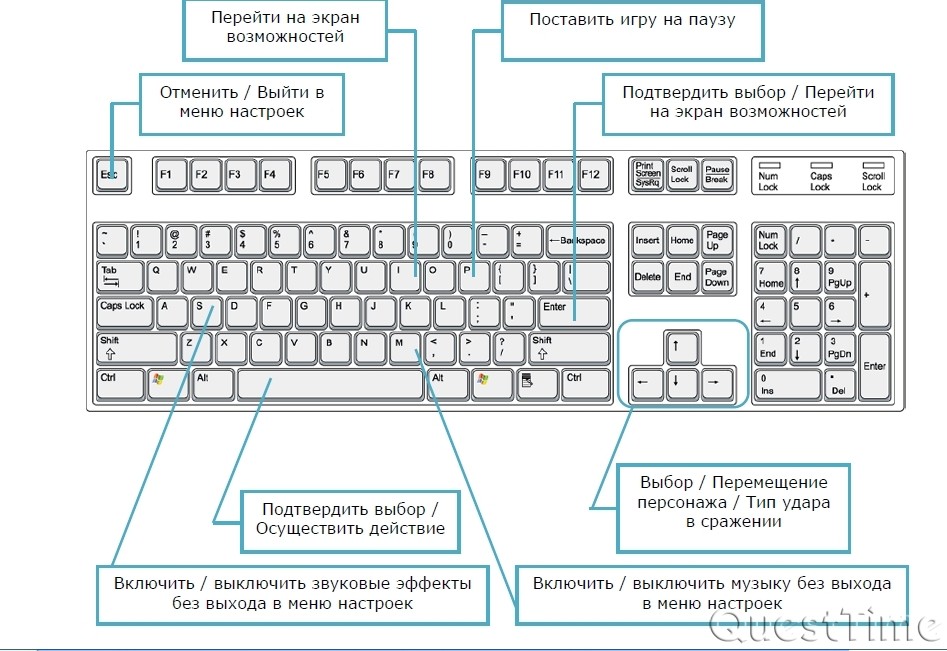 Перейти на экран
возможностей
Поставить игру на паузу
Отменить / Выйти в
меню настроек
Подтвердить выбор / Перейти
на экран возможностей
Esc F1 F2 F3 F4 F5 F6 F7 F8 F9 F10 F11 F12
Print Screen SysRq
Scroll Lock
Pause Break
Num Lock
Caps Lock
Scroll Lock
~ `
! 1
@ 2
# 3
$ 4
% 5
^ 6
& 7
* 8
( 9
) 0
- -
+ =
←Backspace
Insert Home Page Up
Num Lock / * -
Tab Q W E R T Y U I O P { [ } ] | \
Delete End Page Down
7 Home
8 ↑
9 PgUp
+
Caps Lock A S D F G H J K L : ; " ' Enter
4 ←
5
6 →
Shift Z X C V B N M < , > . ? / Shift
↑
1 End
2 ↓
3 PgDn
Enter
Ctrl Alt Alt Ctrl
← ↓ →
0 Ins
• Del
Выбор / Перемещение
персонажа / Тип удара
в сражении
Подтвердить выбор /
Осуществить действие
Включить / выключить звуковые эффекты
без выхода в меню настроек
Включить / выключить музыку без выхода
в меню настроек
QuestTime